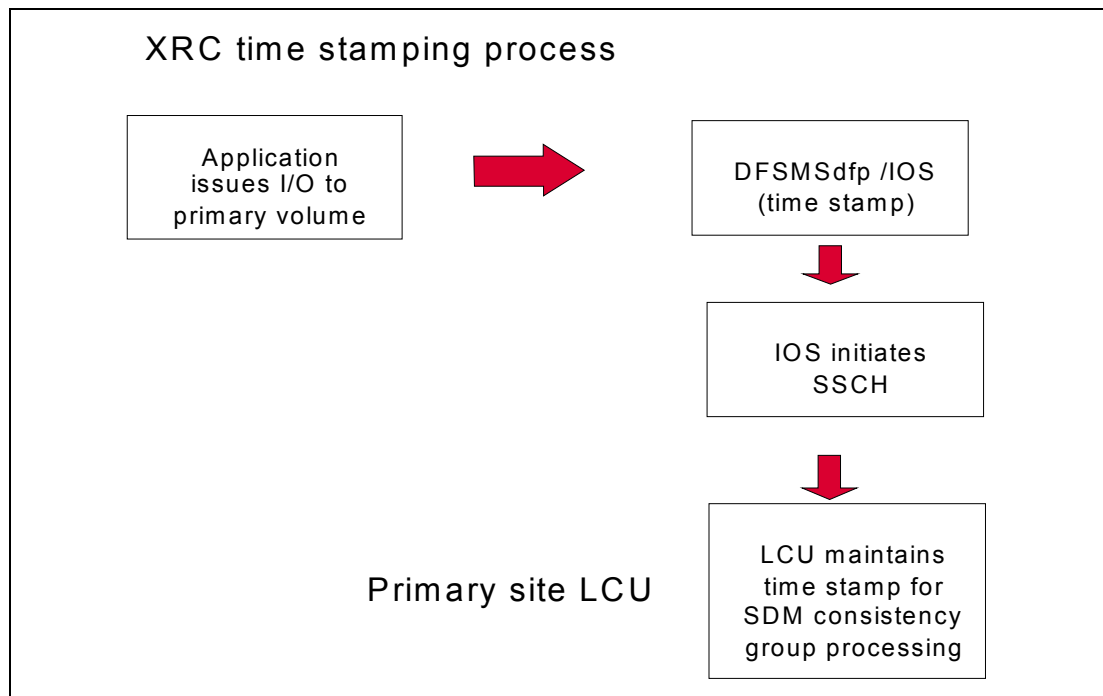 XRC time stamping process
Application
issues I/O to
primary volume
DFSMSdfp /IOS
(time stamp)
IOS initiates
SSCH
Primary site LCU
LCU maintains
time stamp for
SDM consistency
group processing